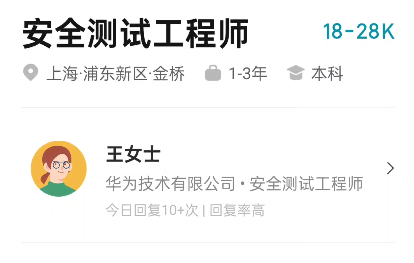 安全测试工程师 18-28K
上海·浦东新区·金桥 1-3年 本科
王女士
华为技术有限公司 • 安全测试工程师
今日回复10+次 | 回复率高